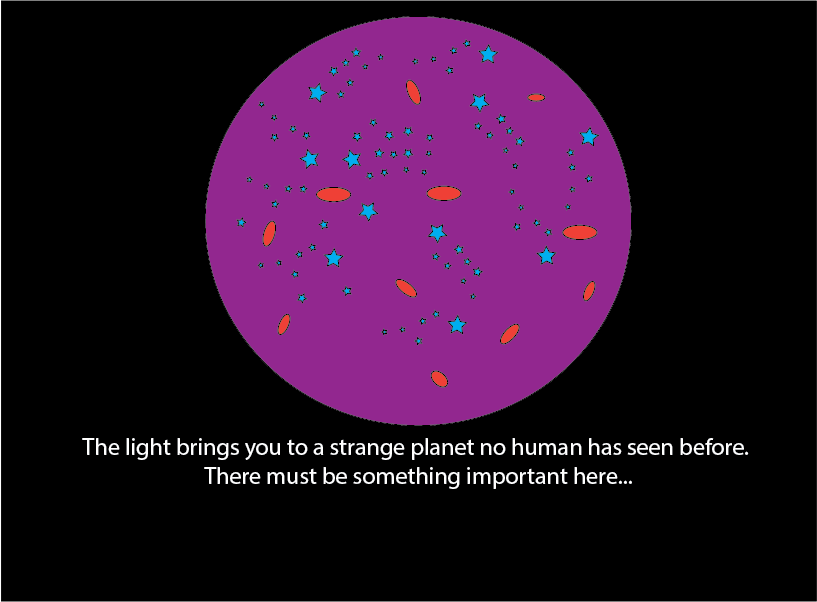 The light brings you to a strange planet no human has seen before.
There must be something important here...